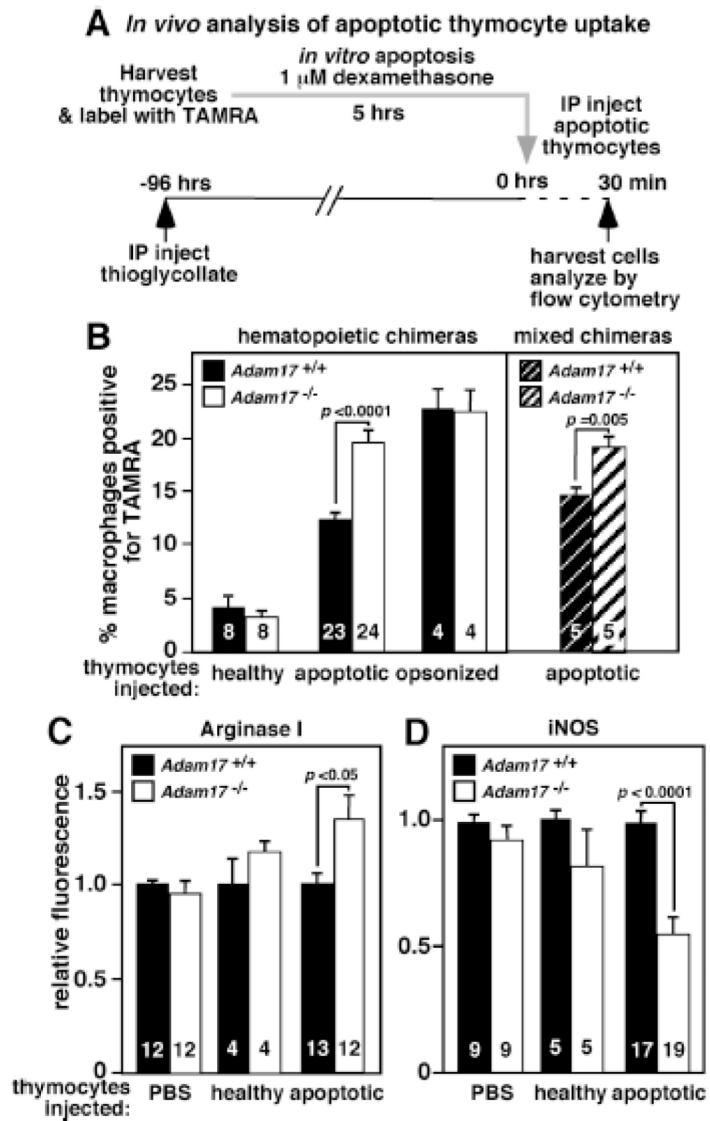 A In vivo analysis of apoptotic thymocyte uptake
Harvest
thymocytes
& label with TAMRA
in vitro apoptosis
1 μM dexamethasone
5 hrs
IP inject
apoptotic
thymocytes
-96 hrs
0 hrs
30 min
IP inject
thioglycollate
harvest cells
analyze by
flow cytometry
B
hematopoietic chimeras
mixed chimeras
% macrophages positive
for TAMRA
25
20
15
10
5
0
Adam17 +/+
Adam17 -/-
p <0.0001
Adam17 +/+
Adam17 -/-
p =0.005
8 8 23 24 4 4 5 5
thymocytes
injected:
healthy apoptotic opsonized apoptotic
C
Arginase I
relative fluorescence
1.5
1.0
0.5
0
Adam17 +/+
Adam17 -/-
p <0.05
12 12 4 4 13 12
thymocytes
injected:
PBS healthy apoptotic
D
iNOS
1.0
0.5
0
Adam17 +/+
Adam17 -/-
p < 0.0001
9 9 5 5 17 19
PBS healthy apoptotic